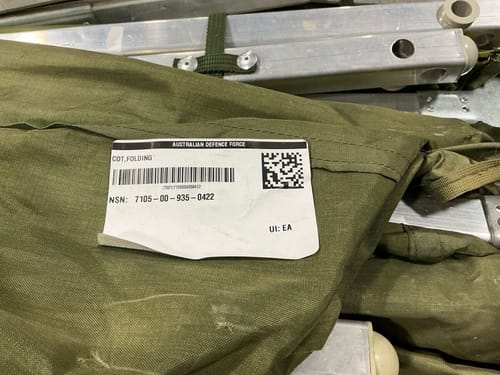 AUSTRALIAN DEFENCE FORCE
COT,FOLDING
NSN: 7105-00-935-0422
UI: EA